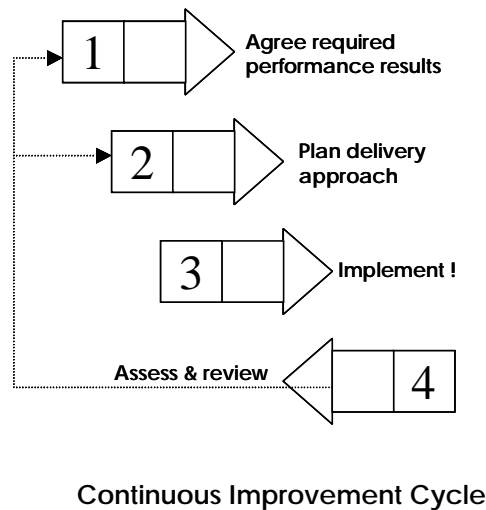 1
Agree required
performance results
2
Plan delivery
approach
3
Implement !
Assess & review
4
Continuous Improvement Cycle